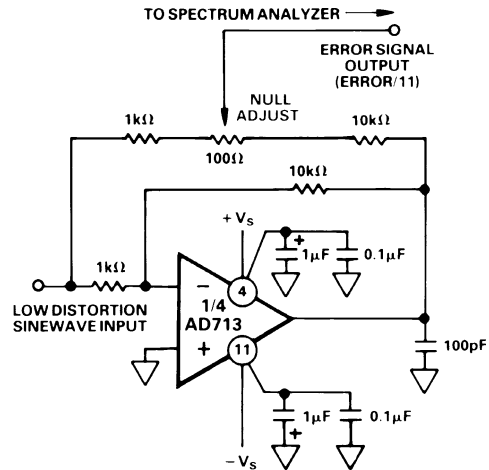 TO SPECTRUM ANALYZER
ERROR SIGNAL
OUTPUT
(ERROR/11)
NULL
ADJUST
1kΩ
100Ω
10kΩ
10kΩ
+VS
+
1µF
0.1µF
1kΩ
4
–
1/4
AD713
+
11
LOW DISTORTION
SINEWAVE INPUT
100pF
1µF
+
0.1µF
–VS